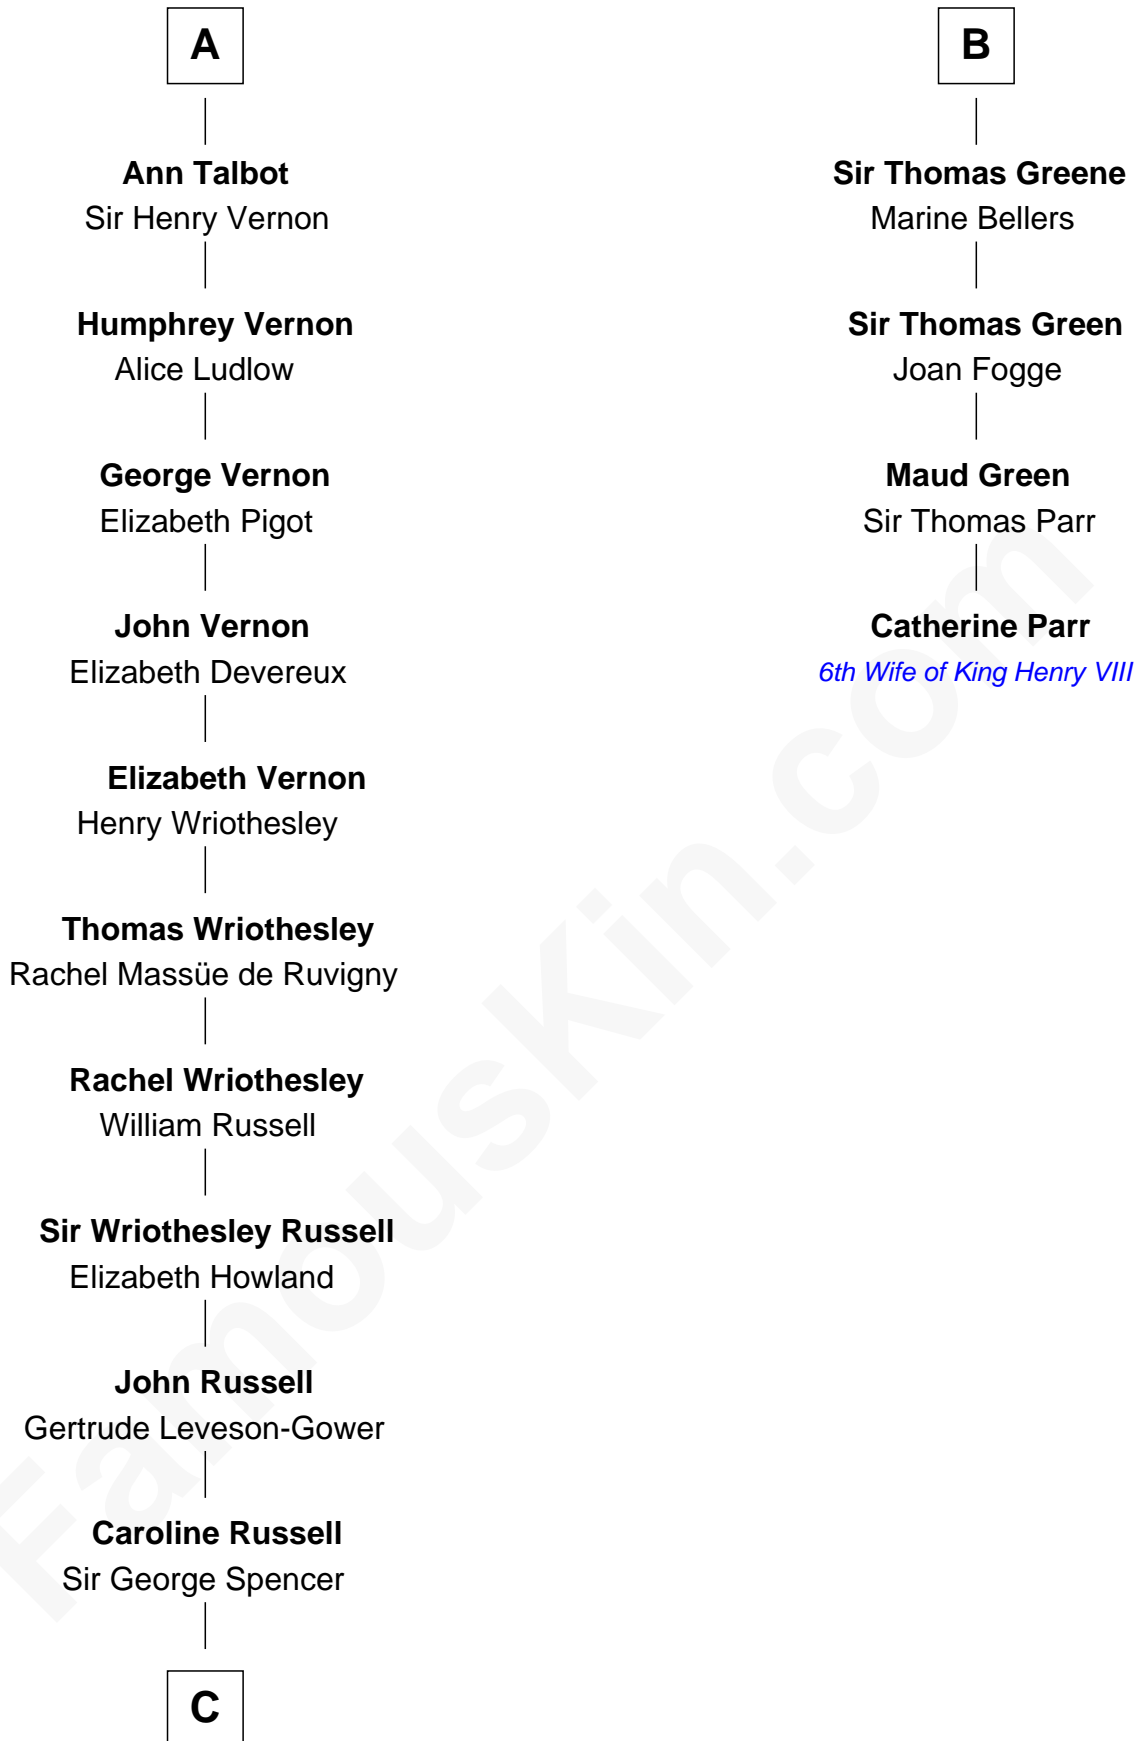 A
Ann Talbot
Sir Henry Vernon
Humphrey Vernon
Alice Ludlow
George Vernon
Elizabeth Pigot
John Vernon
Elizabeth Devereux
Elizabeth Vernon
Henry Wriothesley
Thomas Wriothesley
Rachel Massüe de Ruvigny
Rachel Wriothesley
William Russell
Sir Wriothesley Russell
Elizabeth Howland
John Russell
Gertrude Leveson-Gower
Caroline Russell
Sir George Spencer
C
B
Sir Thomas Greene
Marine Bellers
Sir Thomas Green
Joan Fogge
Maud Green
Sir Thomas Parr
Catherine Parr
6th Wife of King Henry VIII
FamousKin.com